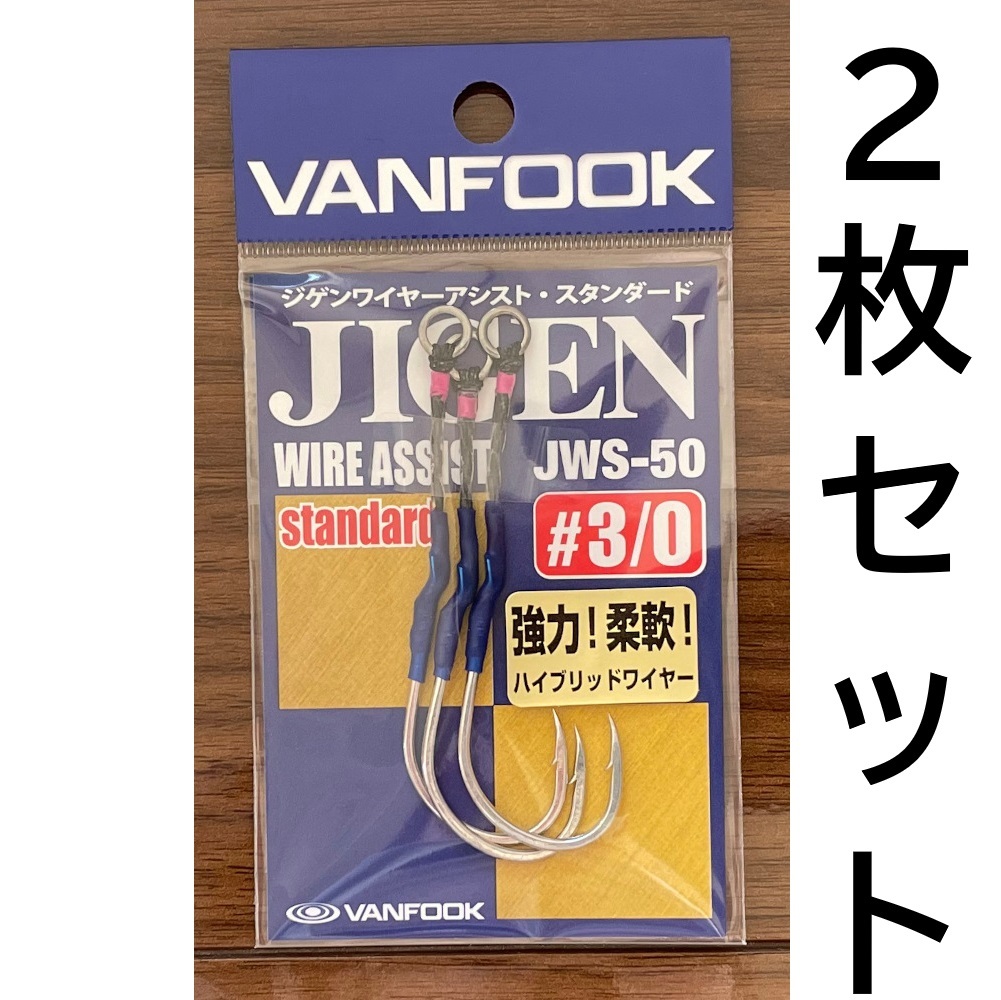 VANFOOK
ジゲンワイヤーアシスト・スタンダード
JIGEN
WIRE ASSIST JWS-50
standard
#3/0
強力！柔軟！
ハイブリッドワイヤー
VANFOOK
2枚セット